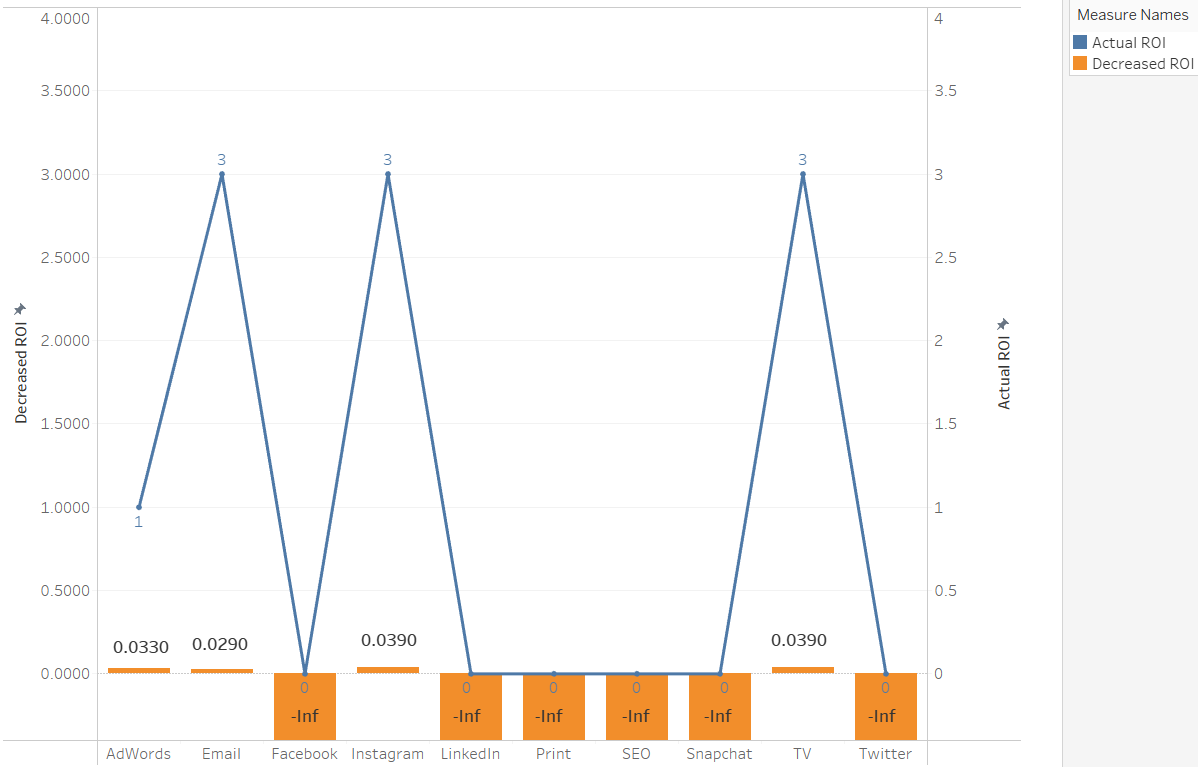 Measure Names
Actual ROI
Decreased ROI
4.0000
3.5000
3.0000
2.5000
2.0000
1.5000
1.0000
0.5000
0.0000
Decreased ROI
3
3
3
1
0.0330
0.0290
0.0390
0.0390
0
0
0
0
0
0
-Inf
-Inf
-Inf
-Inf
-Inf
-Inf
4
3.5
3
2.5
2
1.5
1
0.5
0
Actual ROI
AdWords
Email
Facebook
Instagram
LinkedIn
Print
SEO
Snapchat
TV
Twitter